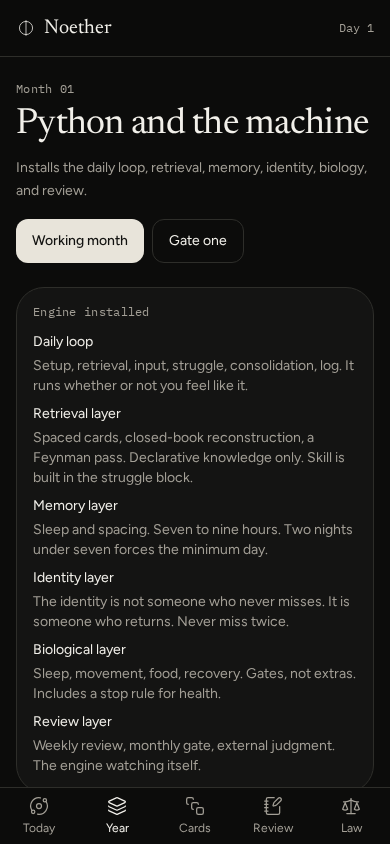 Noether
Day 1
Month 01
Python and the machine
Installs the daily loop, retrieval, memory, identity, biology,
and review.
Working month
Gate one
Engine installed
Daily loop
Setup, retrieval, input, struggle, consolidation, log. It
runs whether or not you feel like it.
Retrieval layer
Spaced cards, closed-book reconstruction, a
Feynman pass. Declarative knowledge only. Skill is
built in the struggle block.
Memory layer
Sleep and spacing. Seven to nine hours. Two nights
under seven forces the minimum day.
Identity layer
The identity is not someone who never misses. It is
someone who returns. Never miss twice.
Biological layer
Sleep, movement, food, recovery. Gates, not extras.
Includes a stop rule for health.
Review layer
Weekly review, monthly gate, external judgment.
The engine watching itself.
Today
Year
Cards
Review
Law